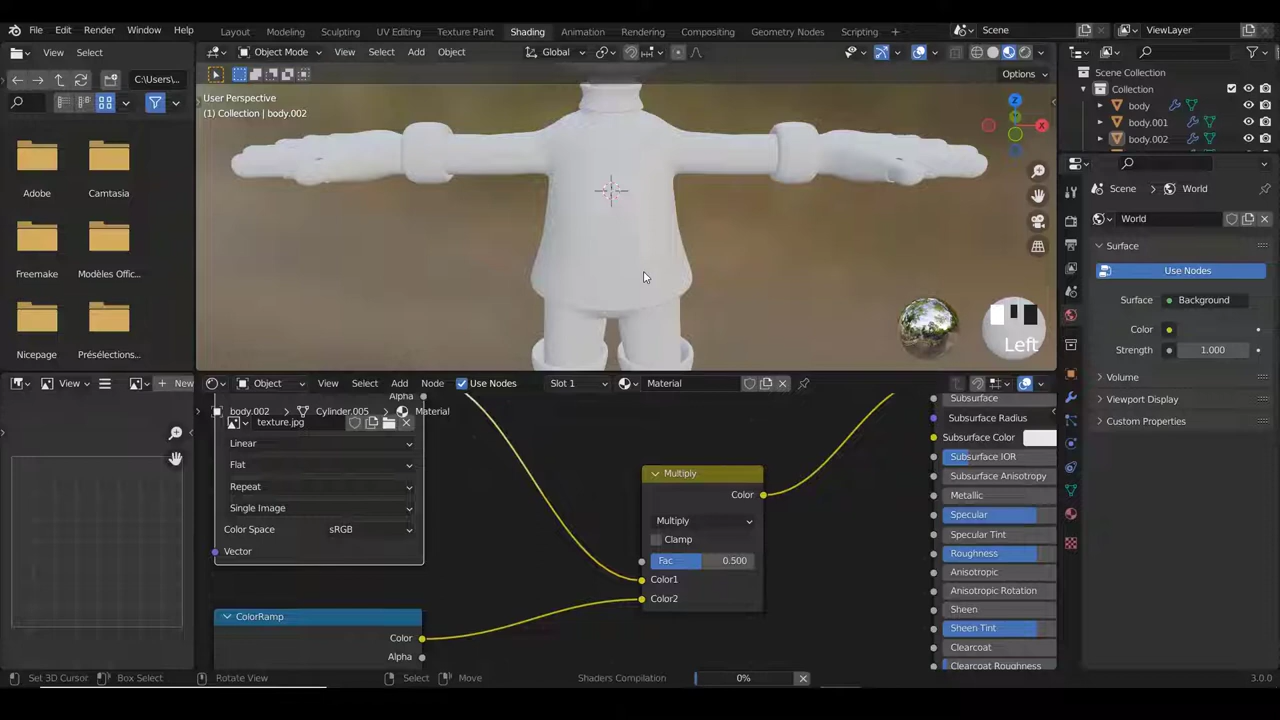 File Edit Render Window Help Layout Modeling Sculpting UV Editing Texture Paint Shading Animation Rendering Compositing Geometry Nodes Scripting Scene ViewLayer
View Select Object Mode View Select Add Object Global
C:\Users\... Options Scene Collection
User Perspective
(1) Collection | body.002
Collection
body
body.001
body.002
X
Z
Adobe
Camtasia
Scene World
World
Surface
Use Nodes
Freemake
Modèles Offic...
Surface Background
Color
Strength 1.000
Left
Nicepage
Présélections...
Volume
View New Object View Select Add Node Use Nodes Slot 1 Material
Viewport Display
Custom Properties
Alpha
body.002 Cylinder.005 Material
texture.jpg
Linear
Flat
Repeat
Single Image
Color Space sRGB
Vector
ColorRamp
Color
Alpha
Multiply
Color
Multiply
Clamp
Fac 0.500
Color1
Color2
Subsurface
Subsurface Radius
Subsurface Color
Subsurface IOR
Subsurface Anisotropy
Metallic
Specular
Specular Tint
Roughness
Anisotropic
Anisotropic Rotation
Sheen
Sheen Tint
Clearcoat
Clearcoat Roughness
Set 3D Cursor Box Select Rotate View Select Move Shaders Compilation 0% 3.0.0